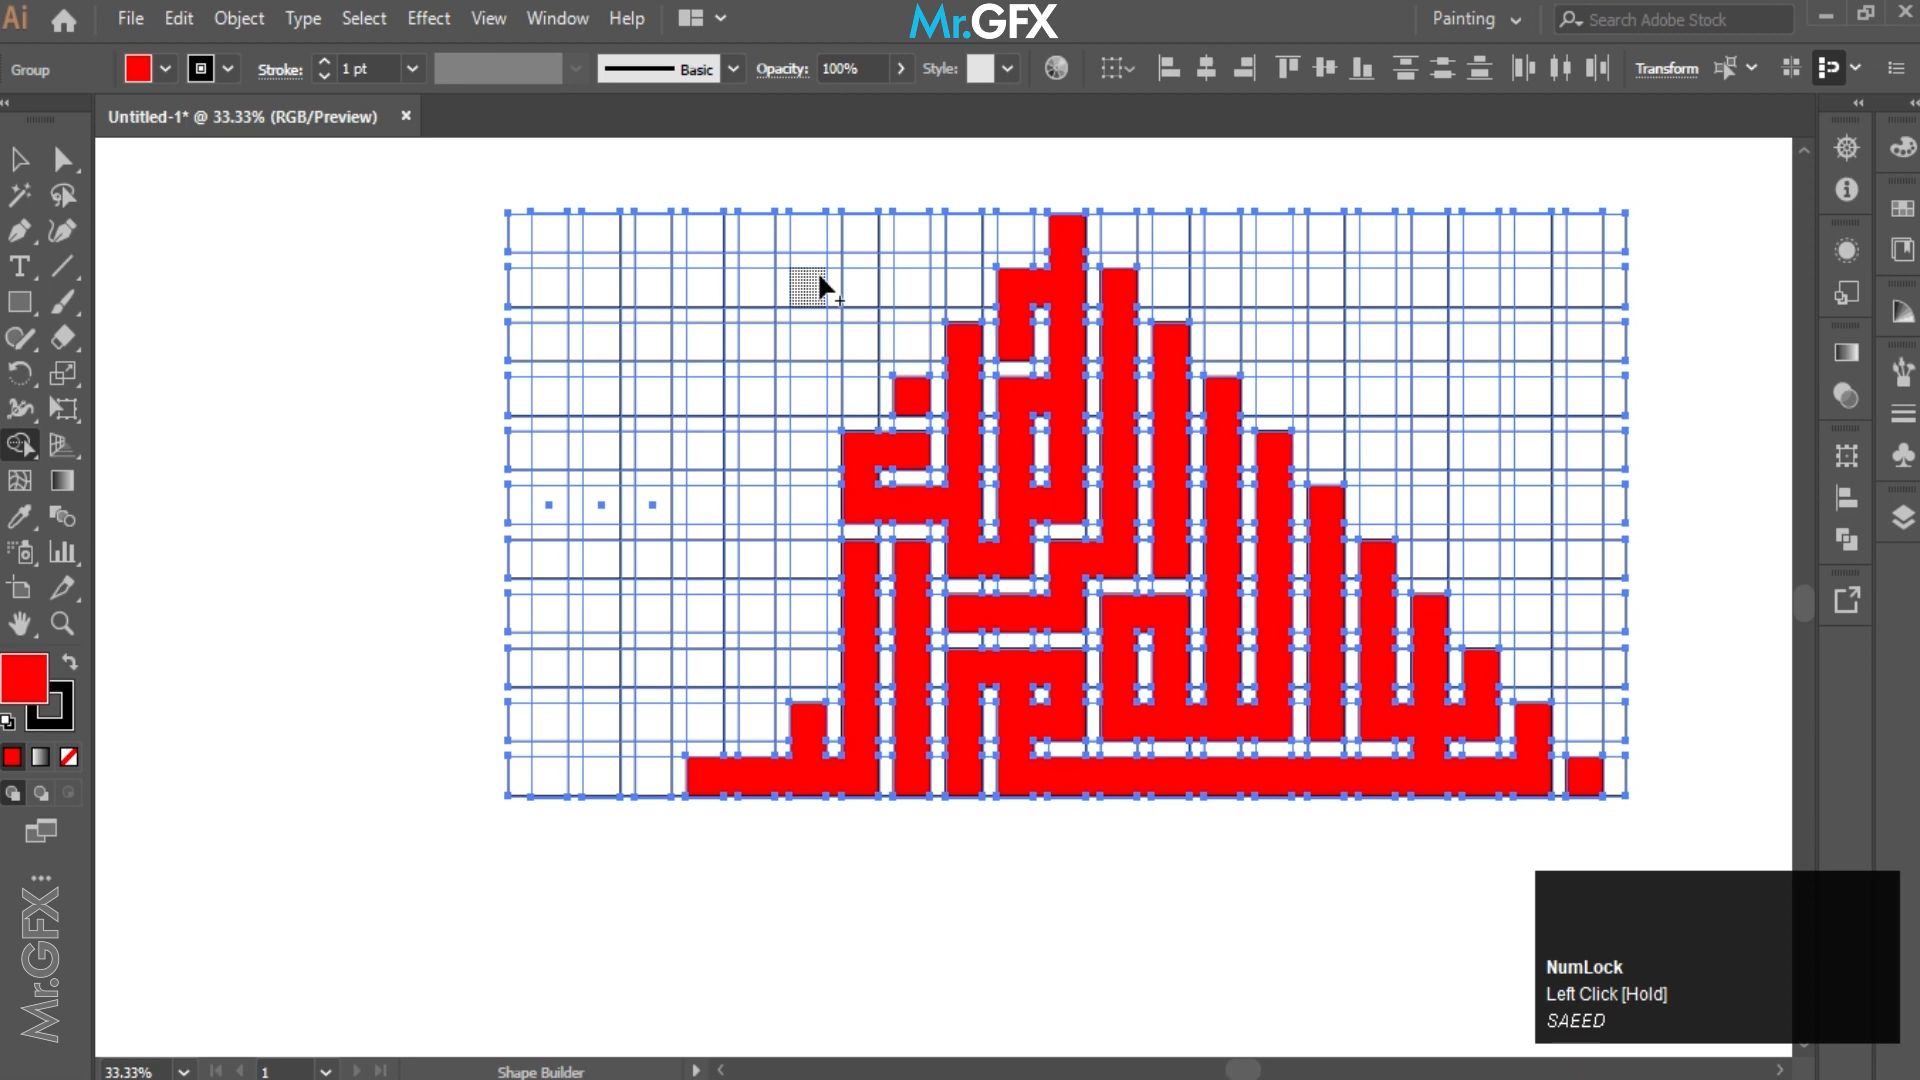 Ai File Edit Object Type Select Effect View Window Help Mr.GFX Painting Search Adobe Stock
Group Stroke: 1 pt Basic Opacity: 100% Style: Transform
Untitled-1* @ 33.33% (RGB/Preview)
Mr.GFX
NumLock
Left Click [Hold]
SAEED
33.33% 1 Shape Builder